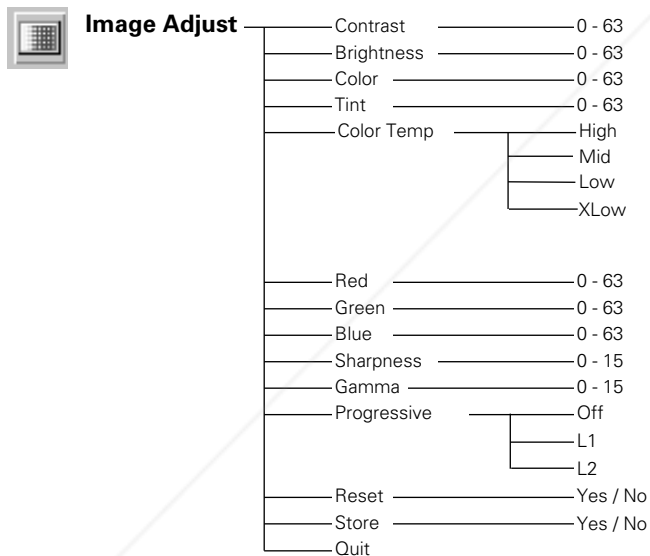 Image Adjust
Contrast 0 - 63
Brightness 0 - 63
Color 0 - 63
Tint 0 - 63
Color Temp High
Mid
Low
XLow
Red 0 - 63
Green 0 - 63
Blue 0 - 63
Sharpness 0 - 15
Gamma 0 - 15
Progressive Off
L1
L2
Reset Yes / No
Store Yes / No
Quit